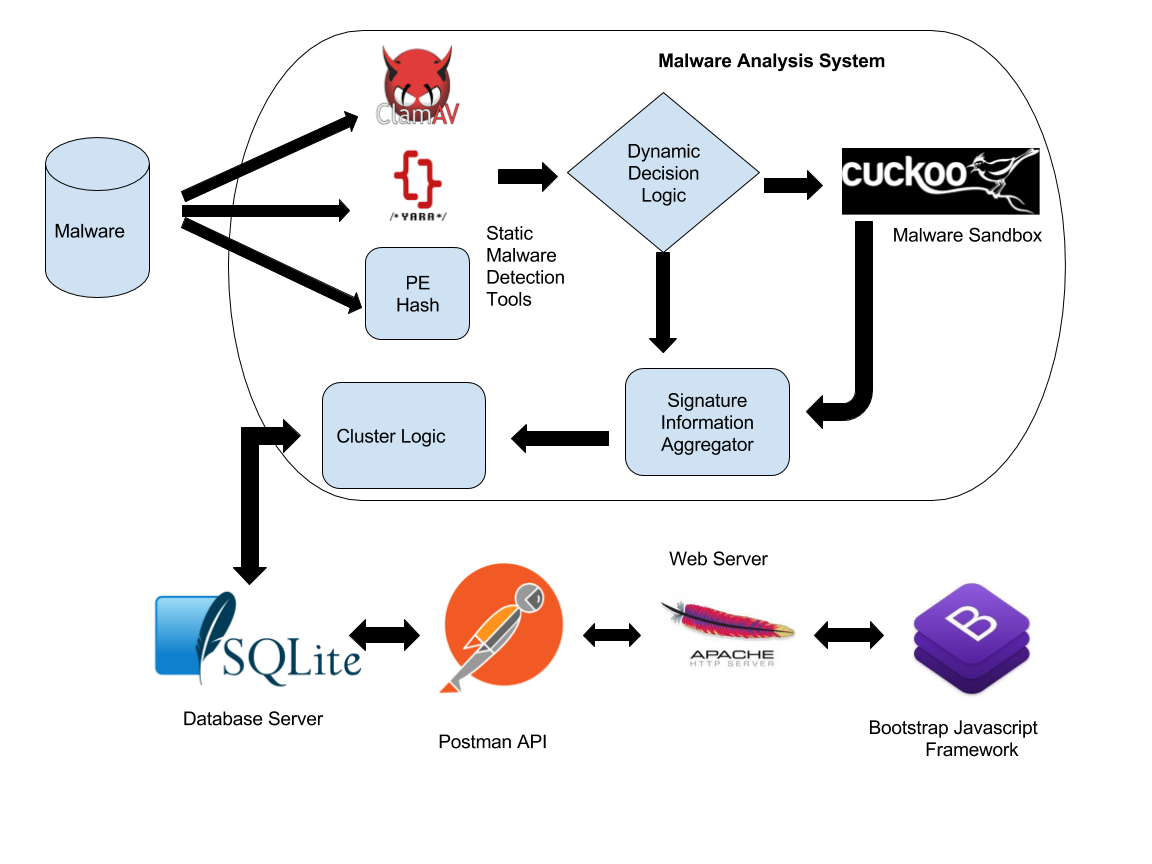 Malware Analysis System
ClamAV
Malware
/*YARA*/
PE
Hash
Static
Malware
Detection
Tools
Dynamic
Decision
Logic
cuckoo
Malware Sandbox
Signature
Information
Aggregator
Cluster Logic
SQLite
Database Server
Postman API
Web Server
APACHE
HTTP SERVER
B
Bootstrap Javascript
Framework